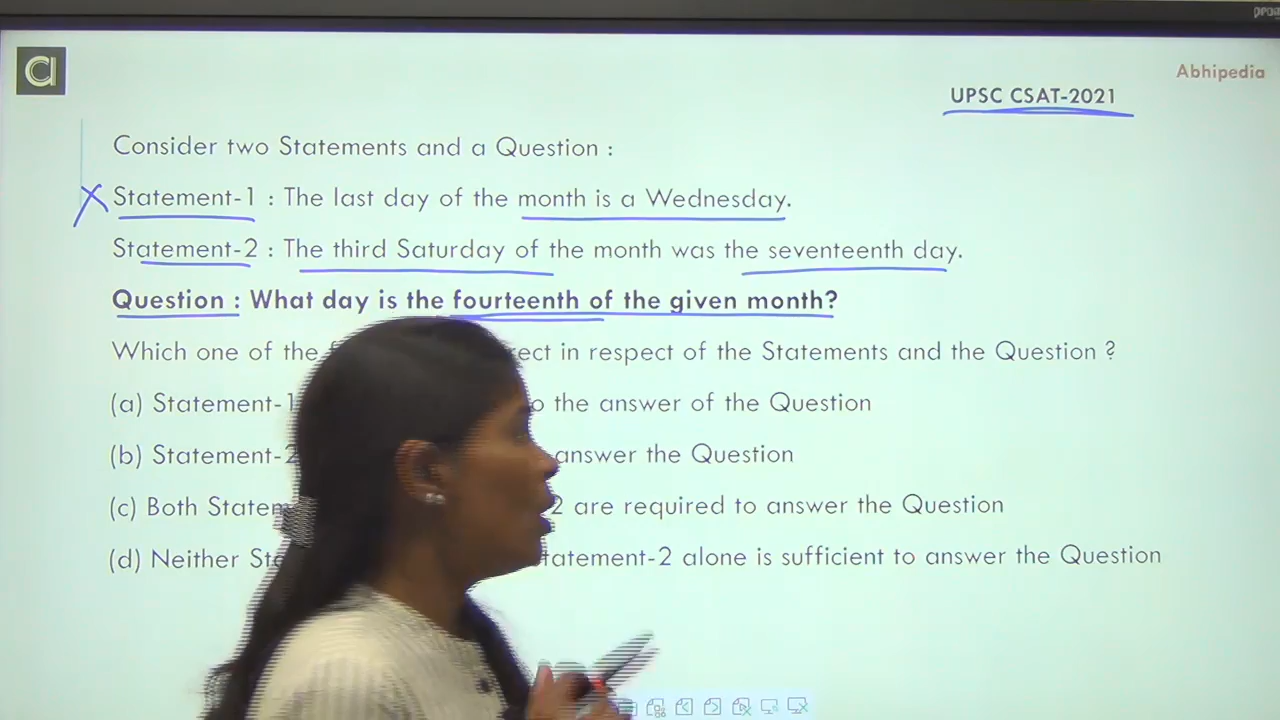 Abhipedia
UPSC CSAT-2021
Consider two Statements and a Question :
Statement-1 : The last day of the month is a Wednesday.
Statement-2 : The third Saturday of the month was the seventeenth day.
Question : What day is the fourteenth of the given month?
Which one of the in respect of the Statements and the Question ?
(a) Statement-1 the answer of the Question
(b) Statement-2 answer the Question
(c) Both 2 are required to answer the Question
(d) Neither Statement-2 alone is sufficient to answer the Question